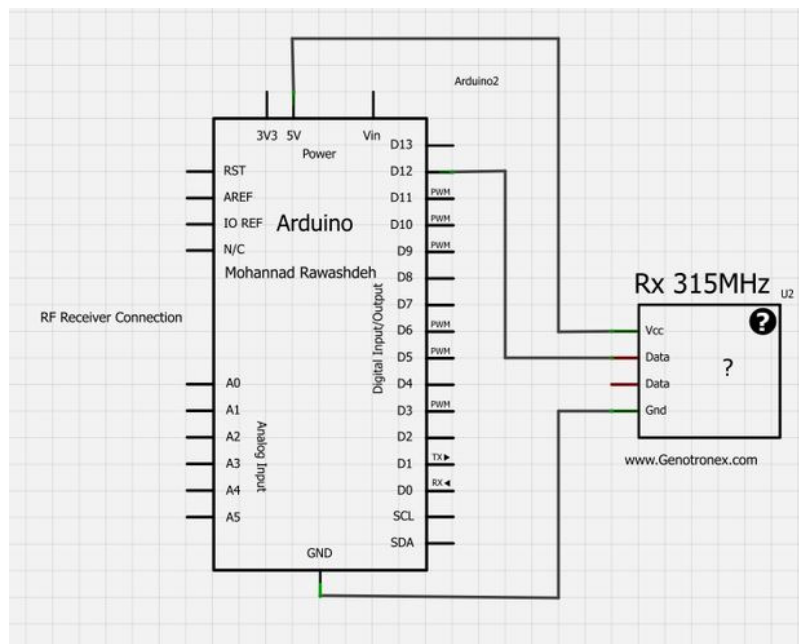 Arduino2
3V3 5V Vin
Power
D13
RST
D12
AREF
D11 PWM
IO REF
Arduino
D10 PWM
N/C
D9 PWM
Mohannad Rawashdeh
D8
Digital Input/Output
D7
D6 PWM
D5 PWM
D4
D3 PWM
D2
D1 TX▶
D0 RX◀
SCL
SDA
RF Receiver Connection
A0
A1
A2
A3
A4
A5
Analog Input
GND
Rx 315MHz
U2
?
Vcc
Data
?
Data
Gnd
www.Genotronex.com